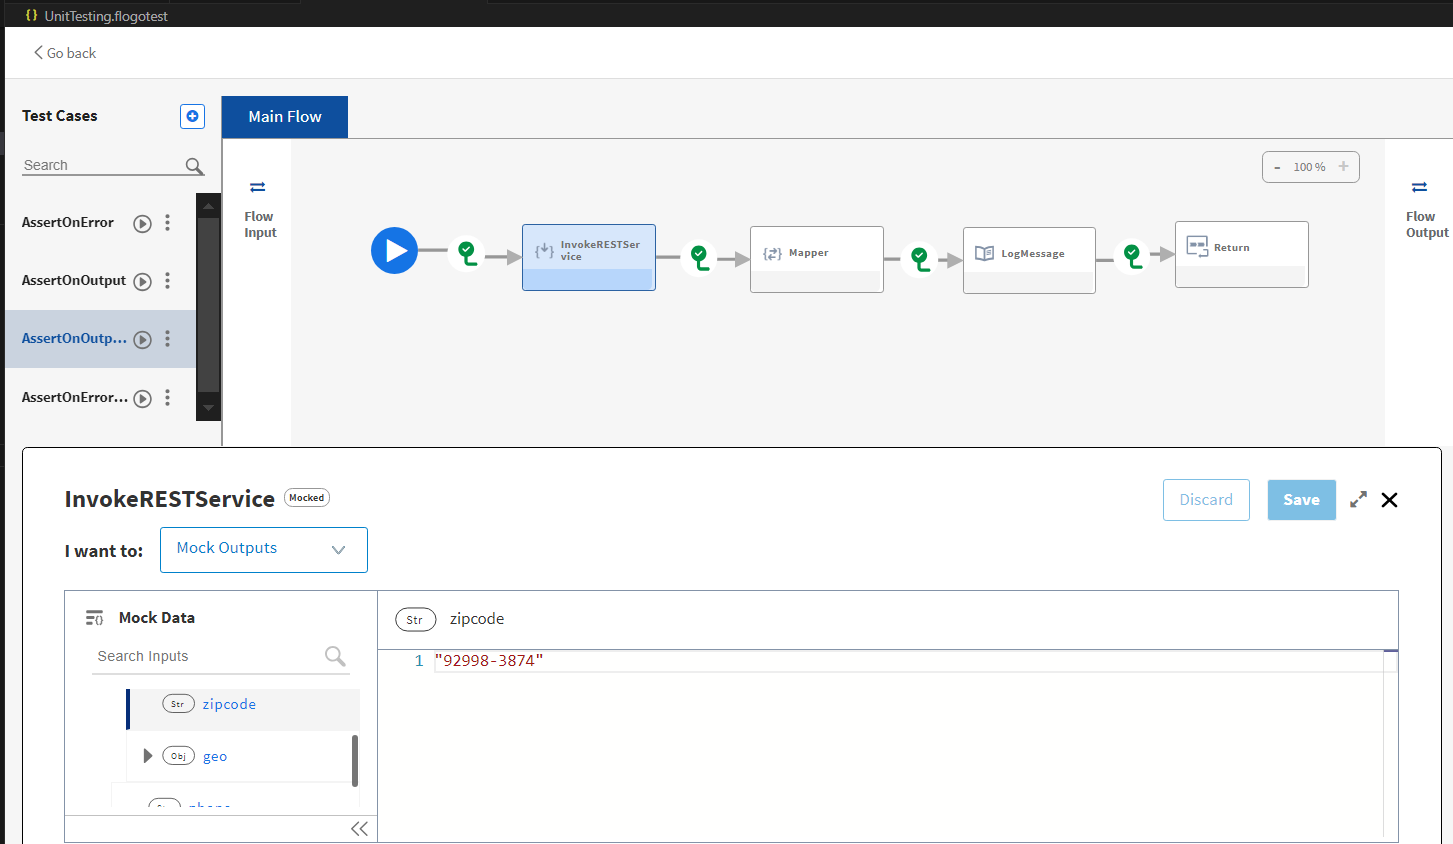 {} UnitTesting.flogotest
Go back
Test Cases
Search
AssertOnError
AssertOnOutput
AssertOnOutp...
AssertOnError...
Main Flow
Flow
Input
InvokeRESTSer
vice
Mapper
LogMessage
Return
- 100 % +
Flow
Output
InvokeRESTService Mocked
Discard
Save
I want to: Mock Outputs
Mock Data
Search Inputs
Str zipcode
Obj geo
Str zipcode
1 "92998-3874"